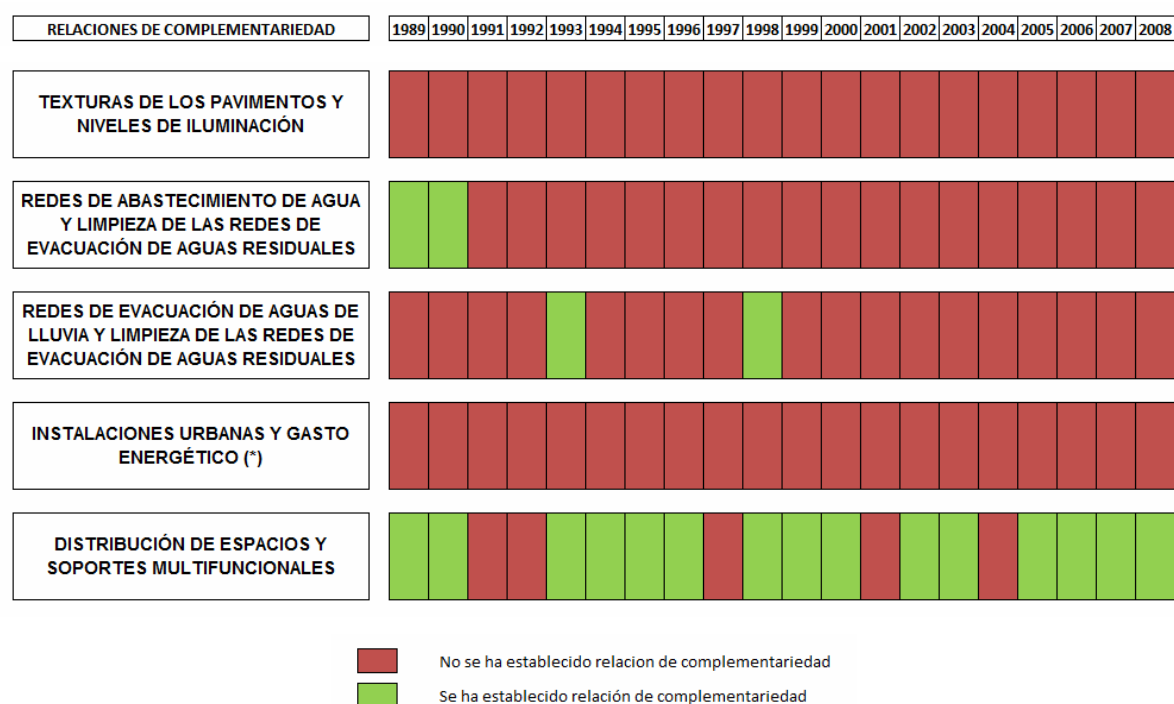 RELACIONES DE COMPLEMENTARIEDAD 1989 1990 1991 1992 1993 1994 1995 1996 1997 1998 1999 2000 2001 2002 2003 2004 2005 2006 2007 2008
TEXTURAS DE LOS PAVIMENTOS Y
NIVELES DE ILUMINACIÓN
REDES DE ABASTECIMIENTO DE AGUA
Y LIMPIEZA DE LAS REDES DE
EVACUACIÓN DE AGUAS RESIDUALES
REDES DE EVACUACIÓN DE AGUAS DE
LLUVIA Y LIMPIEZA DE LAS REDES DE
EVACUACIÓN DE AGUAS RESIDUALES
INSTALACIONES URBANAS Y GASTO
ENERGÉTICO (*)
DISTRIBUCIÓN DE ESPACIOS Y
SOPORTES MULTIFUNCIONALES
No se ha establecido relacion de complementariedad
Se ha establecido relación de complementariedad